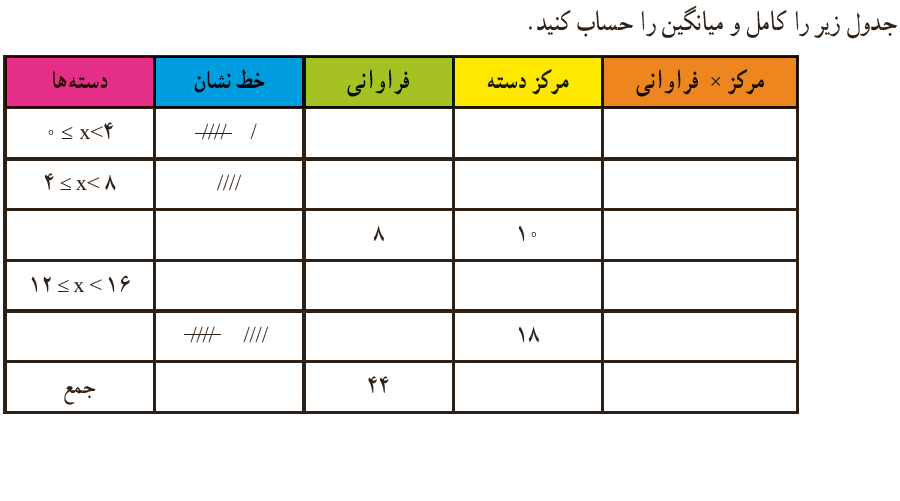 جدول زیر را کامل و میانگین را حساب کنید.
دسته‌ها خط نشان فراوانی مرکز دسته مرکز × فراوانی
۰ ≤ x<۴ //// /
۴ ≤ x< ۸ ////
۸ ۱۰
۱۲ ≤ x < ۱۶
//// //// ۱۸
جمع ۴۴